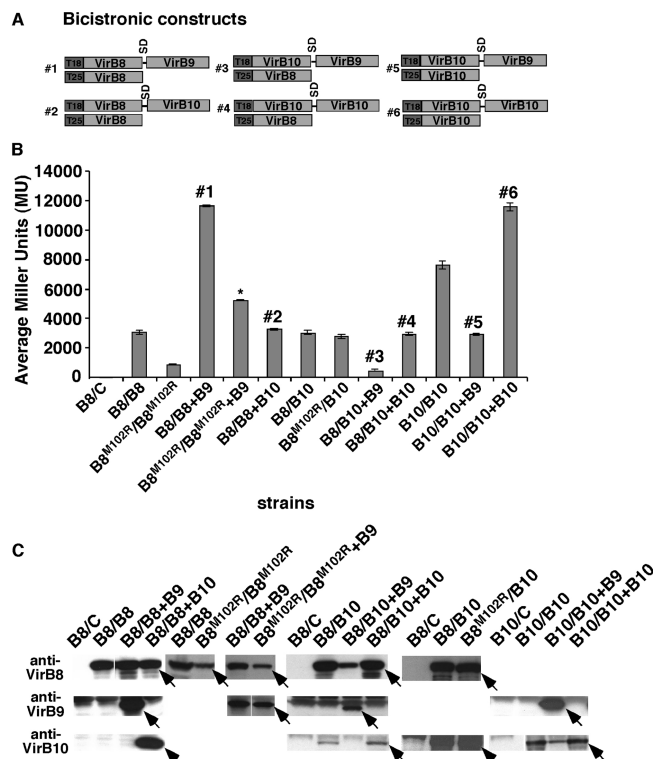 A Bicistronic constructs
#1 T18 VirB8 SD VirB9
T25 VirB8
#3 T18 VirB10 SD VirB9
T25 VirB8
#5 T18 VirB10 SD VirB9
T25 VirB10
#2 T18 VirB8 SD VirB10
T25 VirB8
#4 T18 VirB10 SD VirB10
T25 VirB8
#6 T18 VirB10 SD VirB10
T25 VirB10
B
Average Miller Units (MU)
14000
12000
10000
8000
6000
4000
2000
0
#1
*
#2
#3
#4
#5
#6
B8/C
B8/B8
B8M102R/B8M102R
B8/B8+B9
B8M102R/B8M102R+B9
B8/B8+B10
B8/B10
B8M102R/B10
B8/B10+B9
B8/B10+B10
B10/B10
B10/B10+B9
B10/B10+B10
strains
C
B8/C
B8/B8
B8/B8+B9
B8/B8+B10
B8/B8
B8M102R/B8M102R
B8/B8+B9
B8M102R/B8M102R+B9
B8/C
B8/B10
B8/B10+B9
B8/B10+B10
B8/C
B8/B10
B8M102R/B10
B10/C
B10/B10
B10/B10+B9
B10/B10+B10
anti-
VirB8
anti-
VirB9
anti-
VirB10